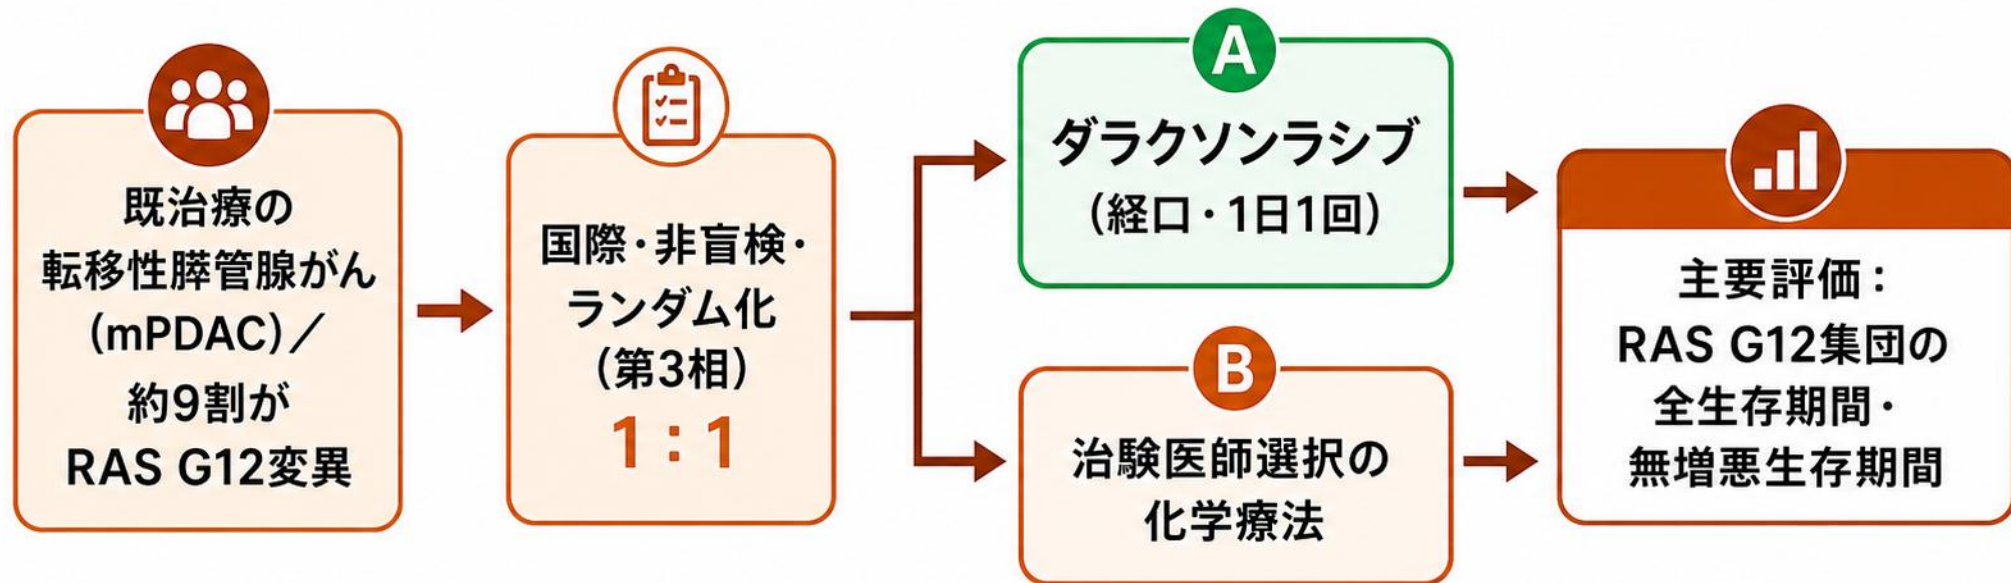 既治療の
転移性膵管腺がん
(mPDAC)／
約9割が
RAS G12変異
国際・非盲検・
ランダム化
(第3相)
1：1
A
ダラクソンラシブ
(経口・1日1回)
B
治験医師選択の
化学療法
主要評価：
RAS G12集団の
全生存期間・
無増悪生存期間